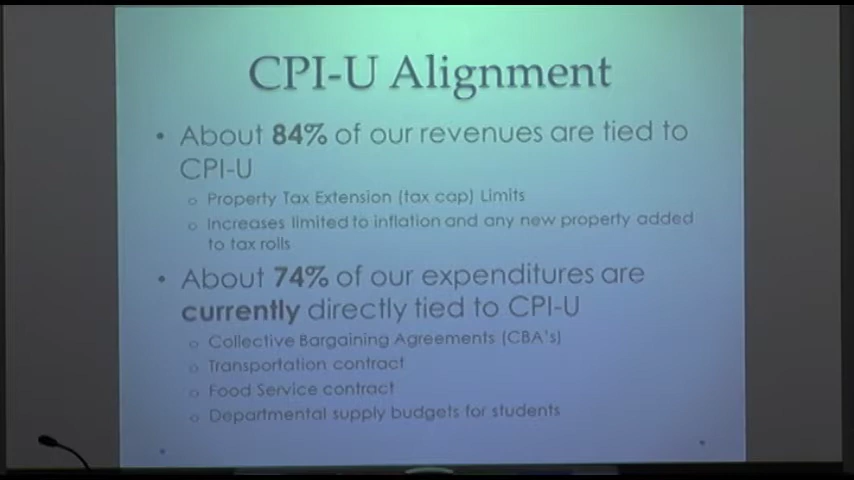 CPI-U Alignment
• About 84% of our revenues are tied to
CPI-U
o Property Tax Extension (tax cap) Limits
o Increases limited to inflation and any new property added
to tax rolls
• About 74% of our expenditures are
currently directly tied to CPI-U
o Collective Bargaining Agreements (CBA's)
o Transportation contract
o Food Service contract
o Departmental supply budgets for students